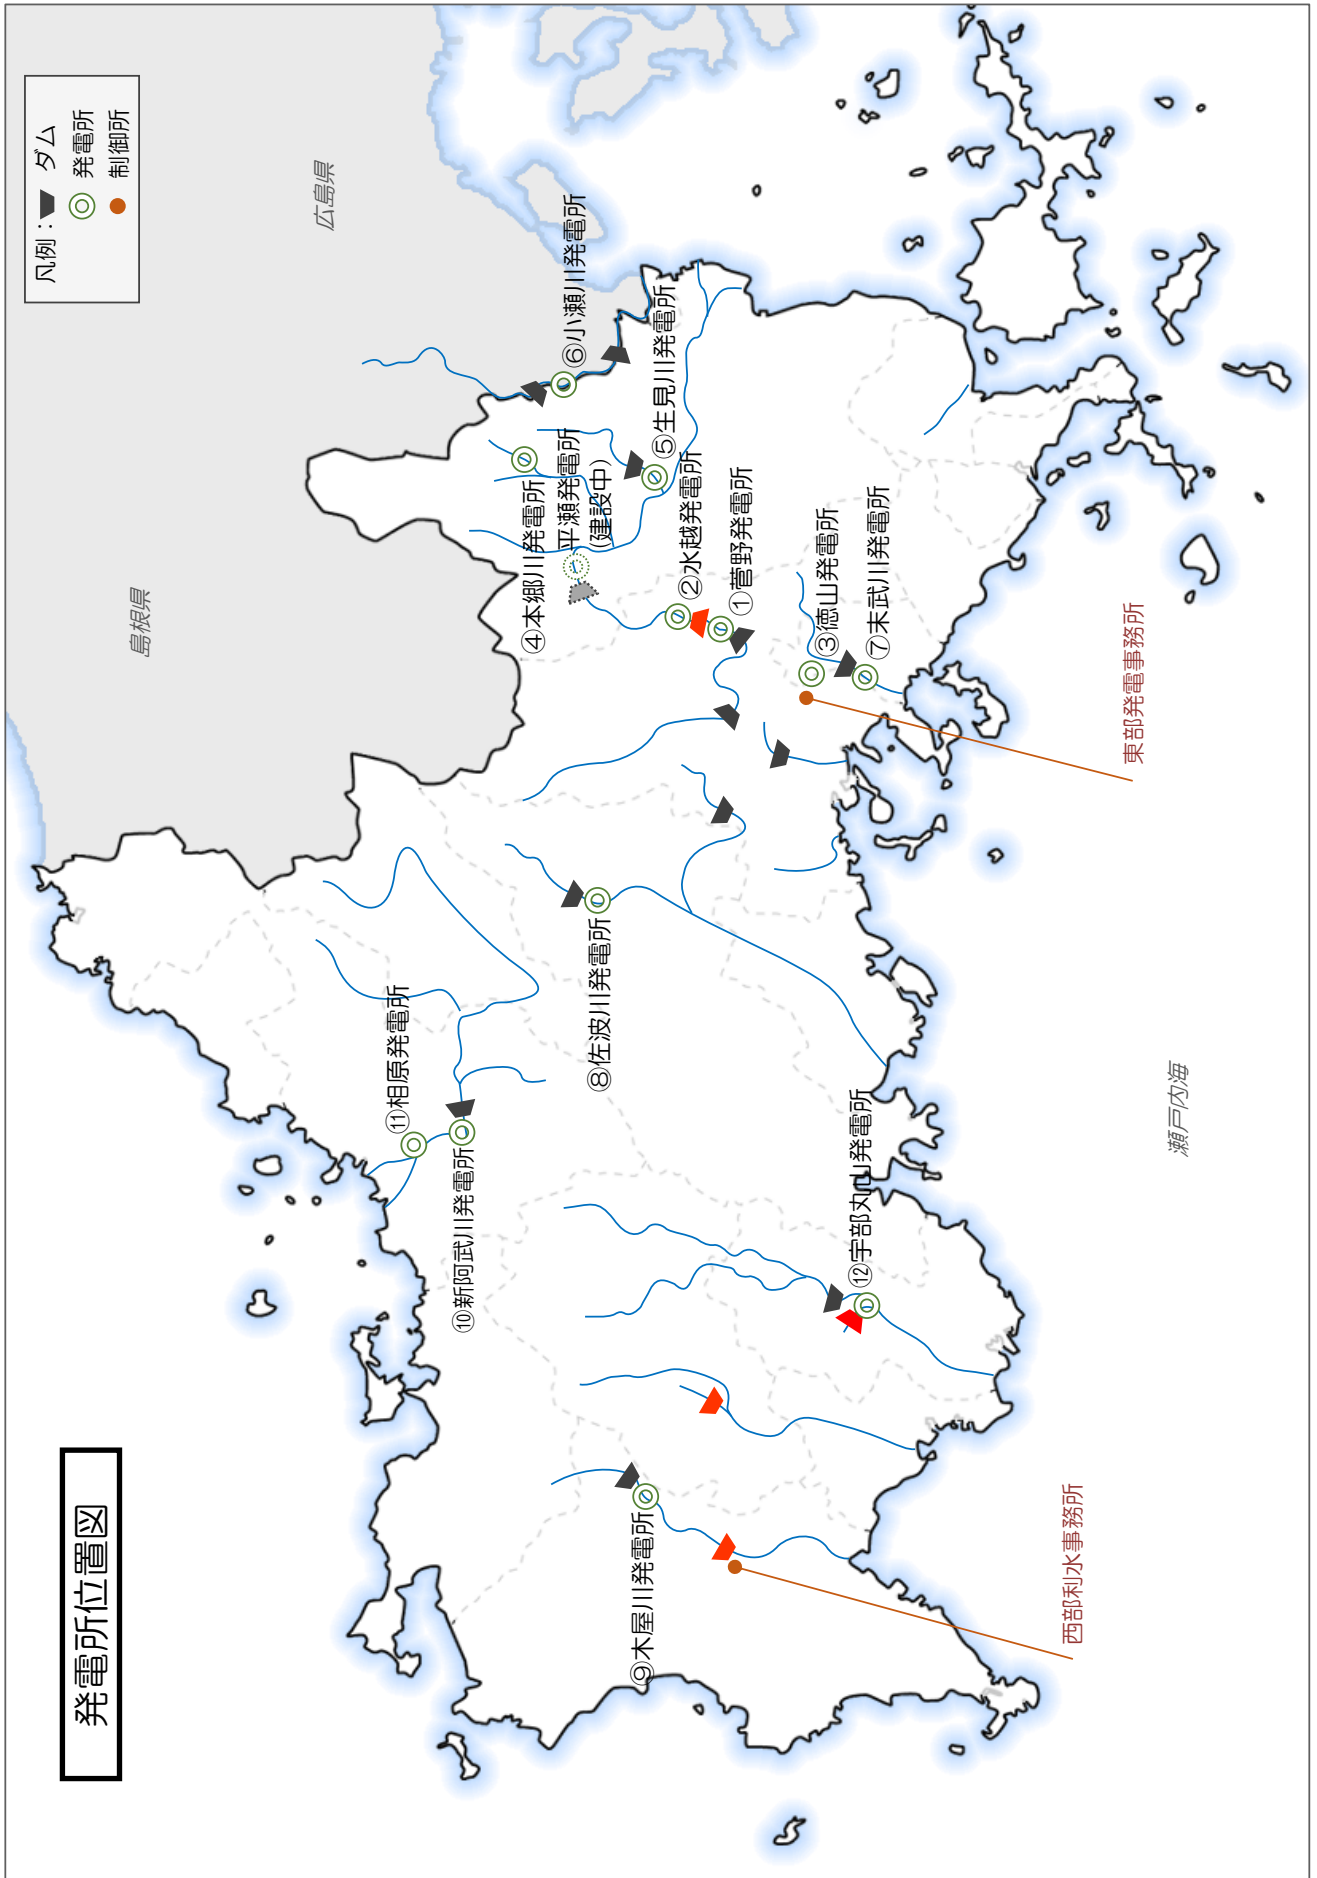 発電所位置図
凡例：
ダム
発電所
制御所
島根県
広島県
瀬戸内海
①菅野発電所
②水越発電所
③徳山発電所
④本郷川発電所
平瀬発電所
(建設中)
⑤生見川発電所
⑥小瀬川発電所
⑦末武川発電所
⑧佐波川発電所
⑨木屋川発電所
⑩新阿武川発電所
⑪相原発電所
⑫宇部丸山発電所
東部発電事務所
西部利水事務所